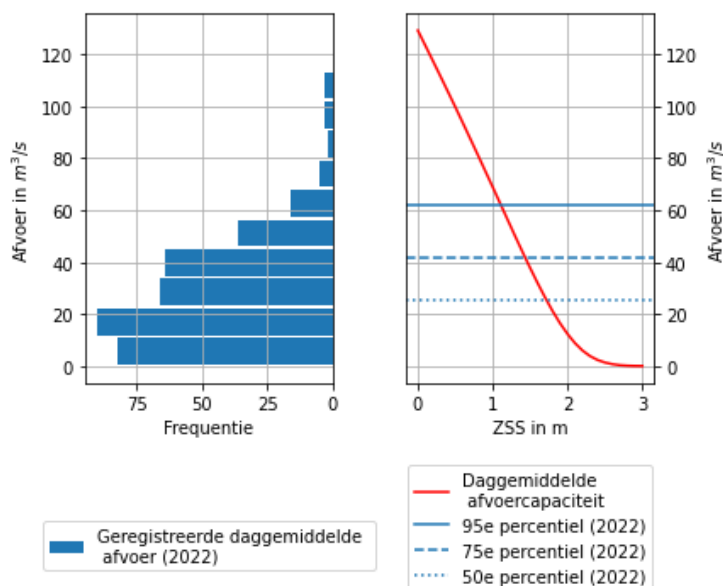 120
100
80
60
40
20
0
Afvoer in m³/s
75 50 25 0
Frequentie
120
100
80
60
40
20
0
Afvoer in m³/s
0 1 2 3
ZSS in m
Geregistreerde daggemiddelde
afvoer (2022)
Daggemiddelde
afvoercapaciteit
95e percentiel (2022)
75e percentiel (2022)
50e percentiel (2022)